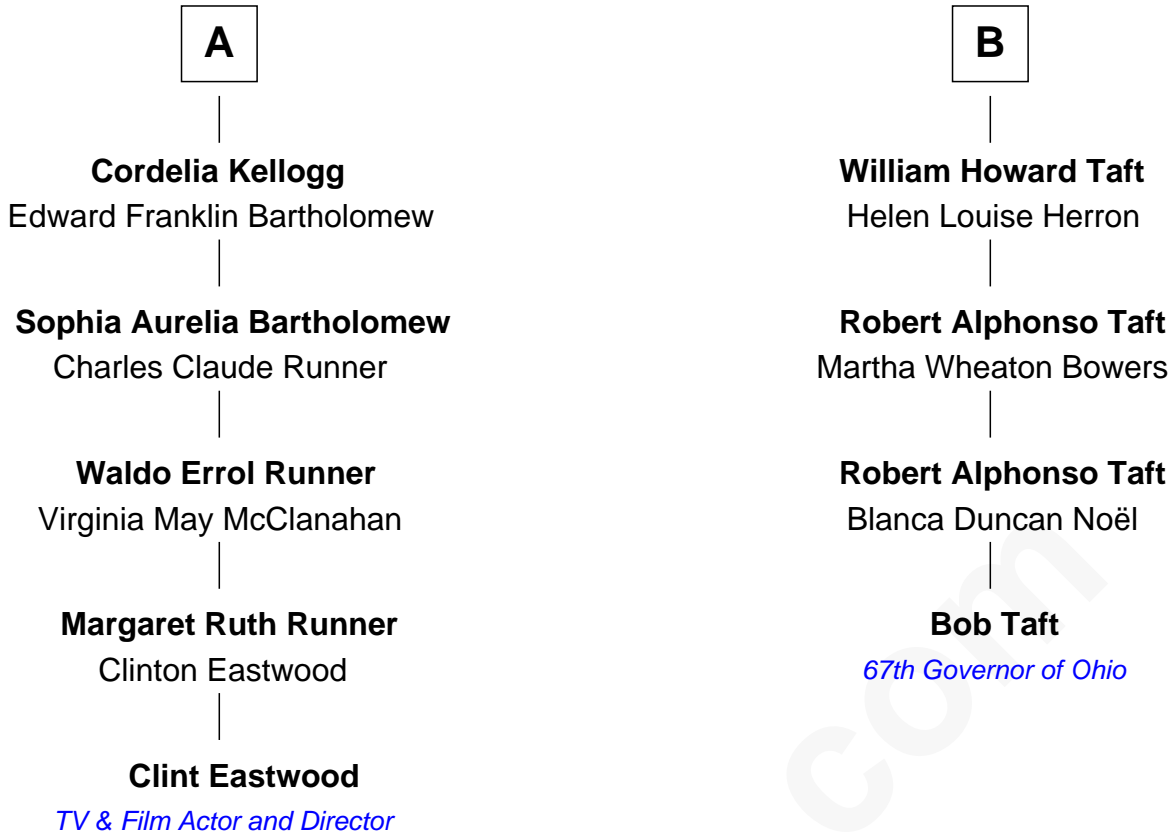 A
Cordelia Kellogg
Edward Franklin Bartholomew
Sophia Aurelia Bartholomew
Charles Claude Runner
Waldo Errol Runner
Virginia May McClanahan
Margaret Ruth Runner
Clinton Eastwood
Clint Eastwood
TV & Film Actor and Director
B
William Howard Taft
Helen Louise Herron
Robert Alphonso Taft
Martha Wheaton Bowers
Robert Alphonso Taft
Blanca Duncan Noël
Bob Taft
67th Governor of Ohio
com